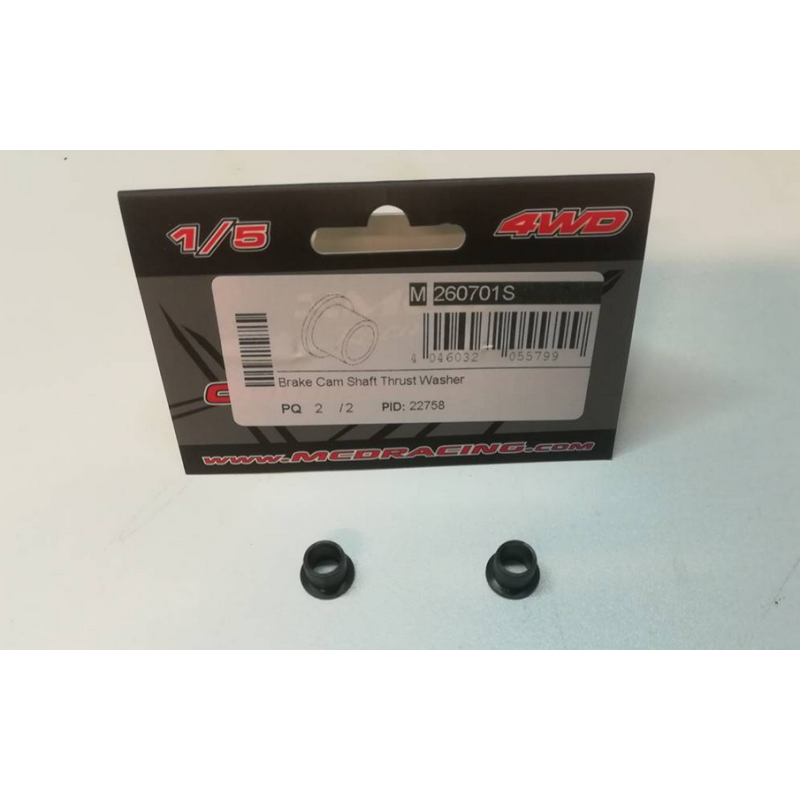 1/5 4WD
M 260701S
4 046032 055799
Brake Cam Shaft Thrust Washer
PQ 2 /2 PID: 22758
www.MCDRACING.com